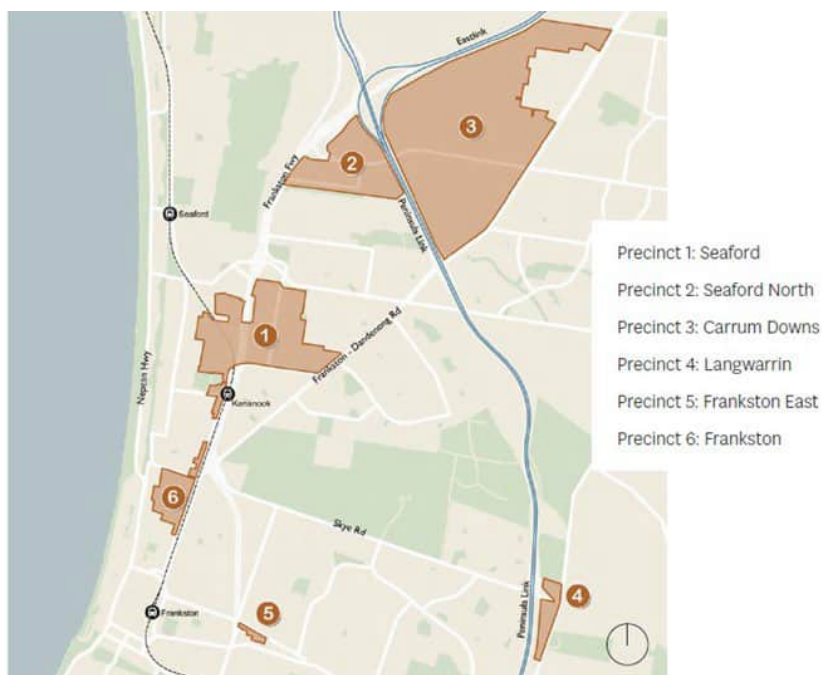 Eastlink
3
2
Frankston Fwy
Seaford
Peninsula Link
1
Frankston - Dandenong Rd
Nepean Hwy
Kananook
6
Skye Rd
4
Peninsula Link
Frankston
5
Precinct 1: Seaford
Precinct 2: Seaford North
Precinct 3: Carrum Downs
Precinct 4: Langwarrin
Precinct 5: Frankston East
Precinct 6: Frankston